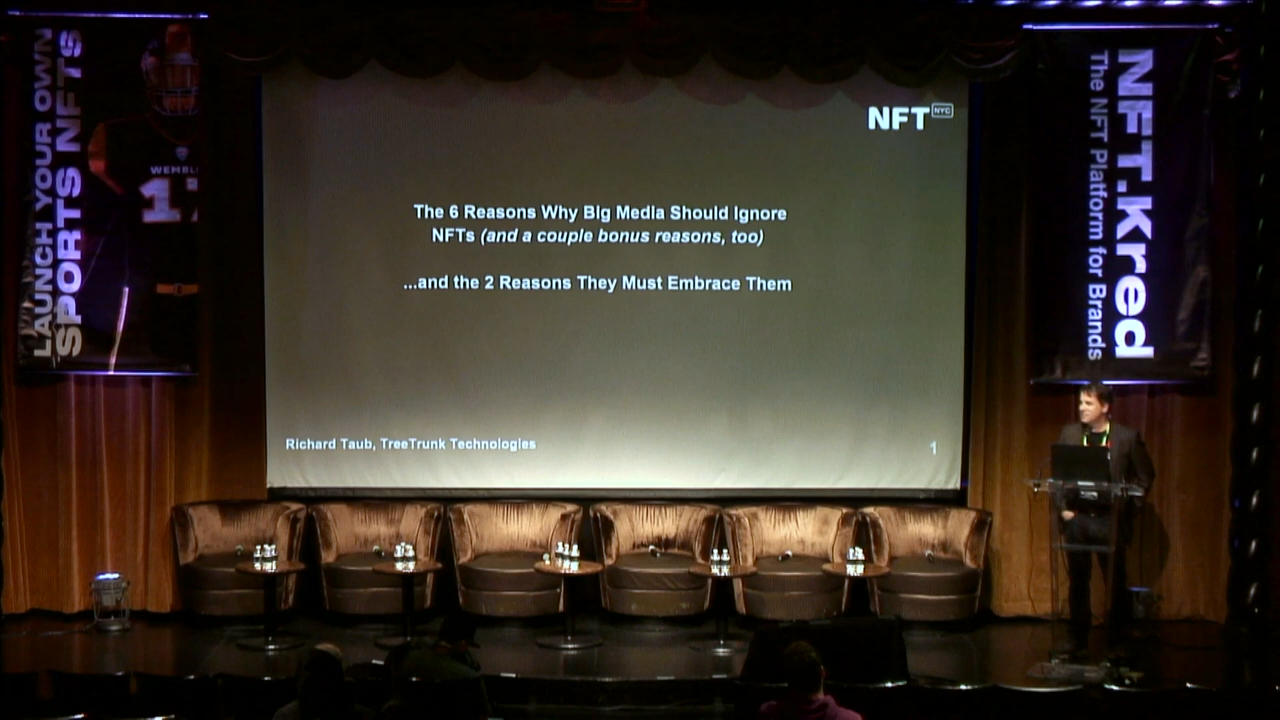 LAUNCH YOUR OWN
SPORTS NFTS
WEMBL
17
NFT NYC
The 6 Reasons Why Big Media Should Ignore
NFTs (and a couple bonus reasons, too)
...and the 2 Reasons They Must Embrace Them
Richard Taub, TreeTrunk Technologies
1
NFT.Kred
The NFT Platform for Brands